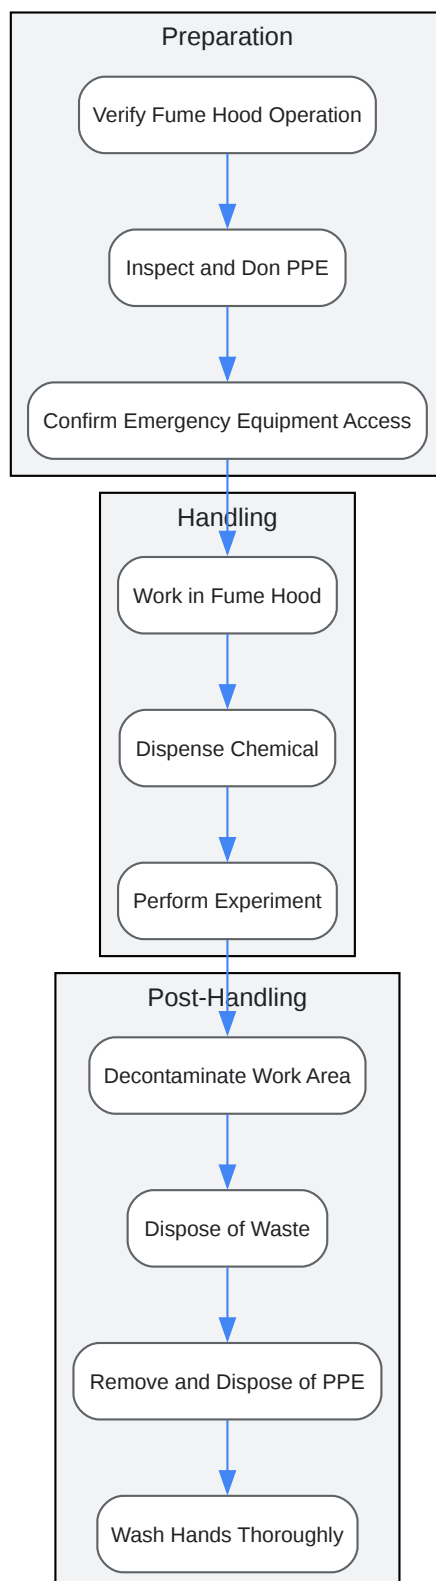 Preparation
Verify Fume Hood Operation
Inspect and Don PPE
Confirm Emergency Equipment Access
Handling
Work in Fume Hood
Dispense Chemical
Perform Experiment
Post-Handling
Decontaminate Work Area
Dispose of Waste
Remove and Dispose of PPE
Wash Hands Thoroughly